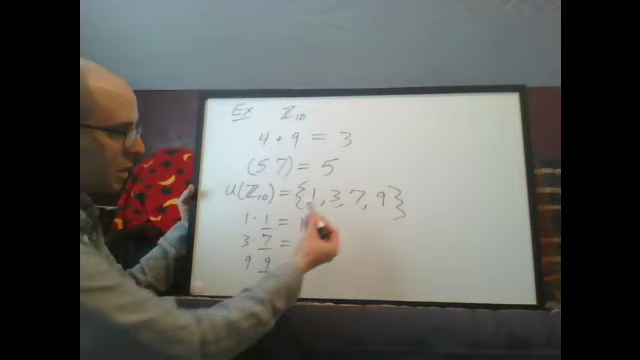 Ex ℤ₁₀
4 + 9 = 3
(5 7) = 5
U(ℤ₁₀) = {1, 3, 7, 9}
1 · 1 = 1
3 · 7 =
9 · 9